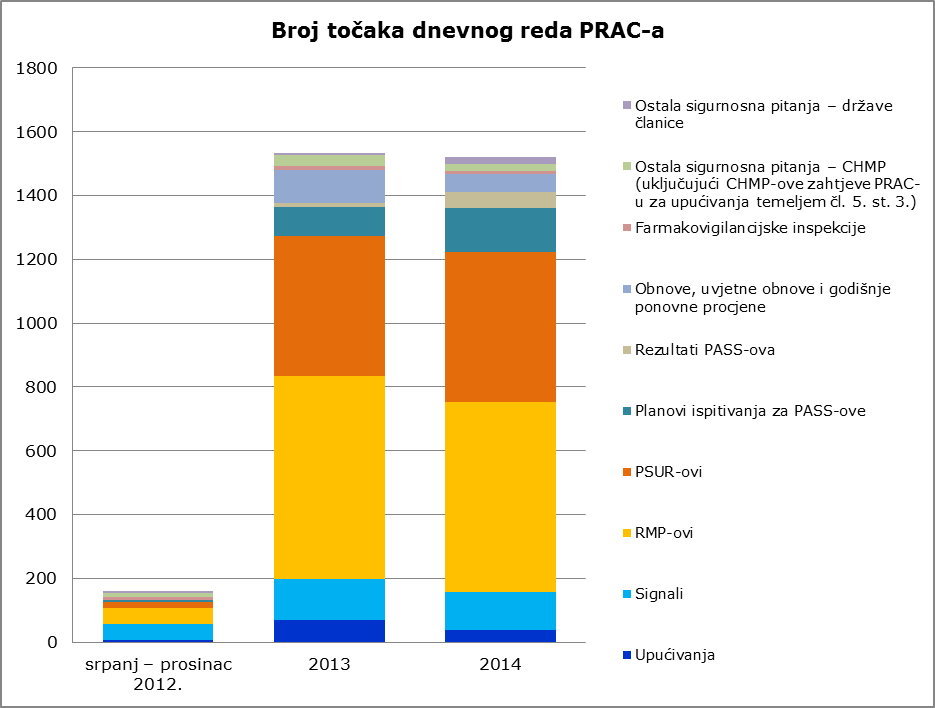 Broj točaka dnevnog reda PRAC-a
1800
1600
1400
1200
1000
800
600
400
200
0
srpanj – prosinac
2012.
2013
2014
Ostala sigurnosna pitanja – države
članice
Ostala sigurnosna pitanja – CHMP
(uključujući CHMP-ove zahtjeve PRAC-
u za upućivanja temeljem čl. 5. st. 3.)
Farmakovigilancijske inspekcije
Obnove, uvjetne obnove i godišnje
ponovne procjene
Rezultati PASS-ova
Planovi ispitivanja za PASS-ove
PSUR-ovi
RMP-ovi
Signali
Upućivanja